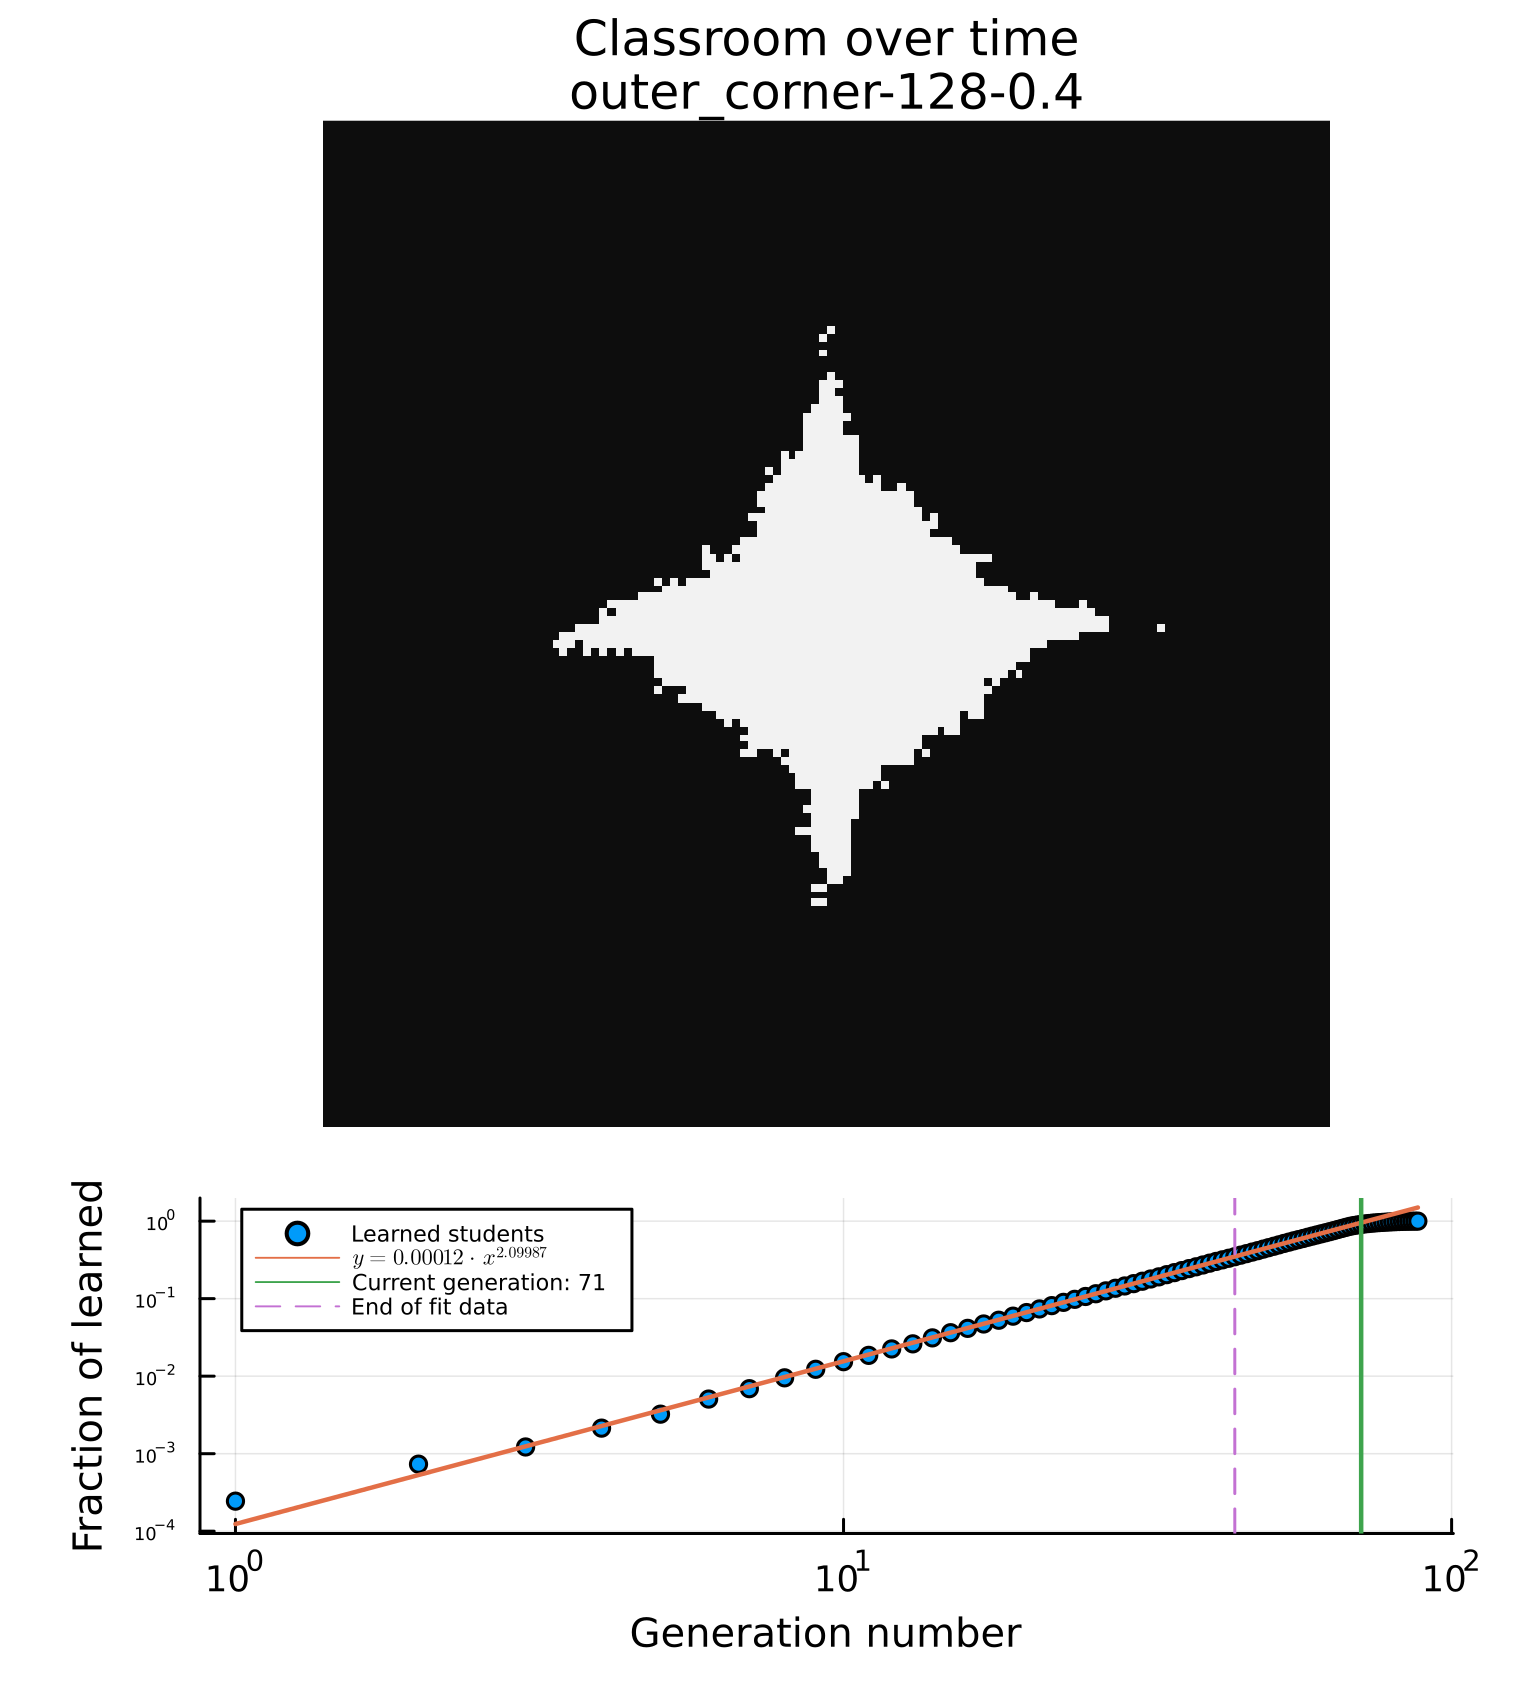 Classroom over time
outer_corner-128-0.4
Fraction of learned
10^0
10^-1
10^-2
10^-3
10^-4
Learned students
y = 0.00012 · x^2.09987
Current generation: 71
End of fit data
10^0
10^1
10^2
Generation number